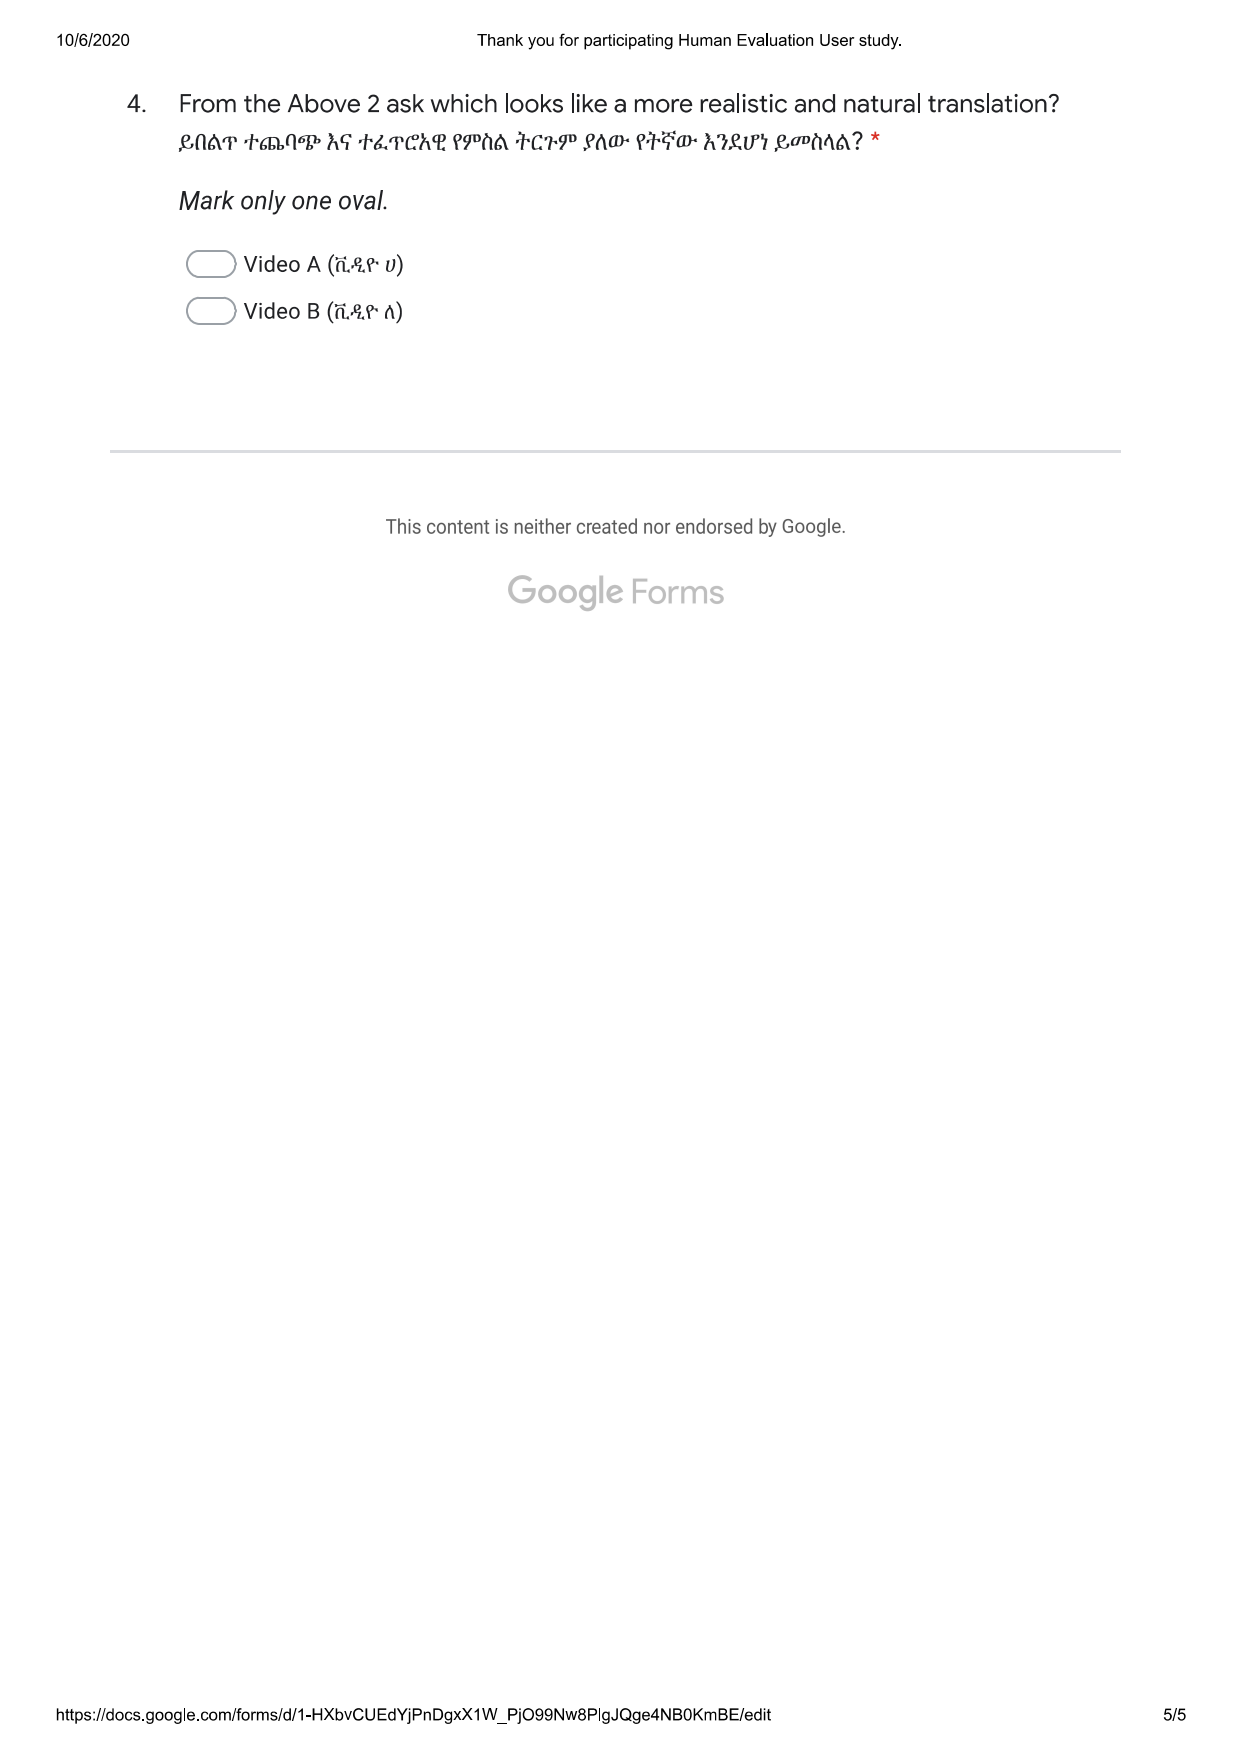 10/6/2020 Thank you for participating Human Evaluation User study.
4. From the Above 2 ask which looks like a more realistic and natural translation?
ይበልጥ ተጨባጭ እና ተፈጥሮአዊ የምስል ትርጉም ያለው የትኛው እንደሆነ ይመስላል? *
Mark only one oval.
Video A (ቪዲዮ ሀ)
Video B (ቪዲዮ ለ)
This content is neither created nor endorsed by Google.
Google Forms
https://docs.google.com/forms/d/1-HXbvCUEdYjPnDgxX1W_PjO99Nw8PlgJQge4NB0KmBE/edit 5/5